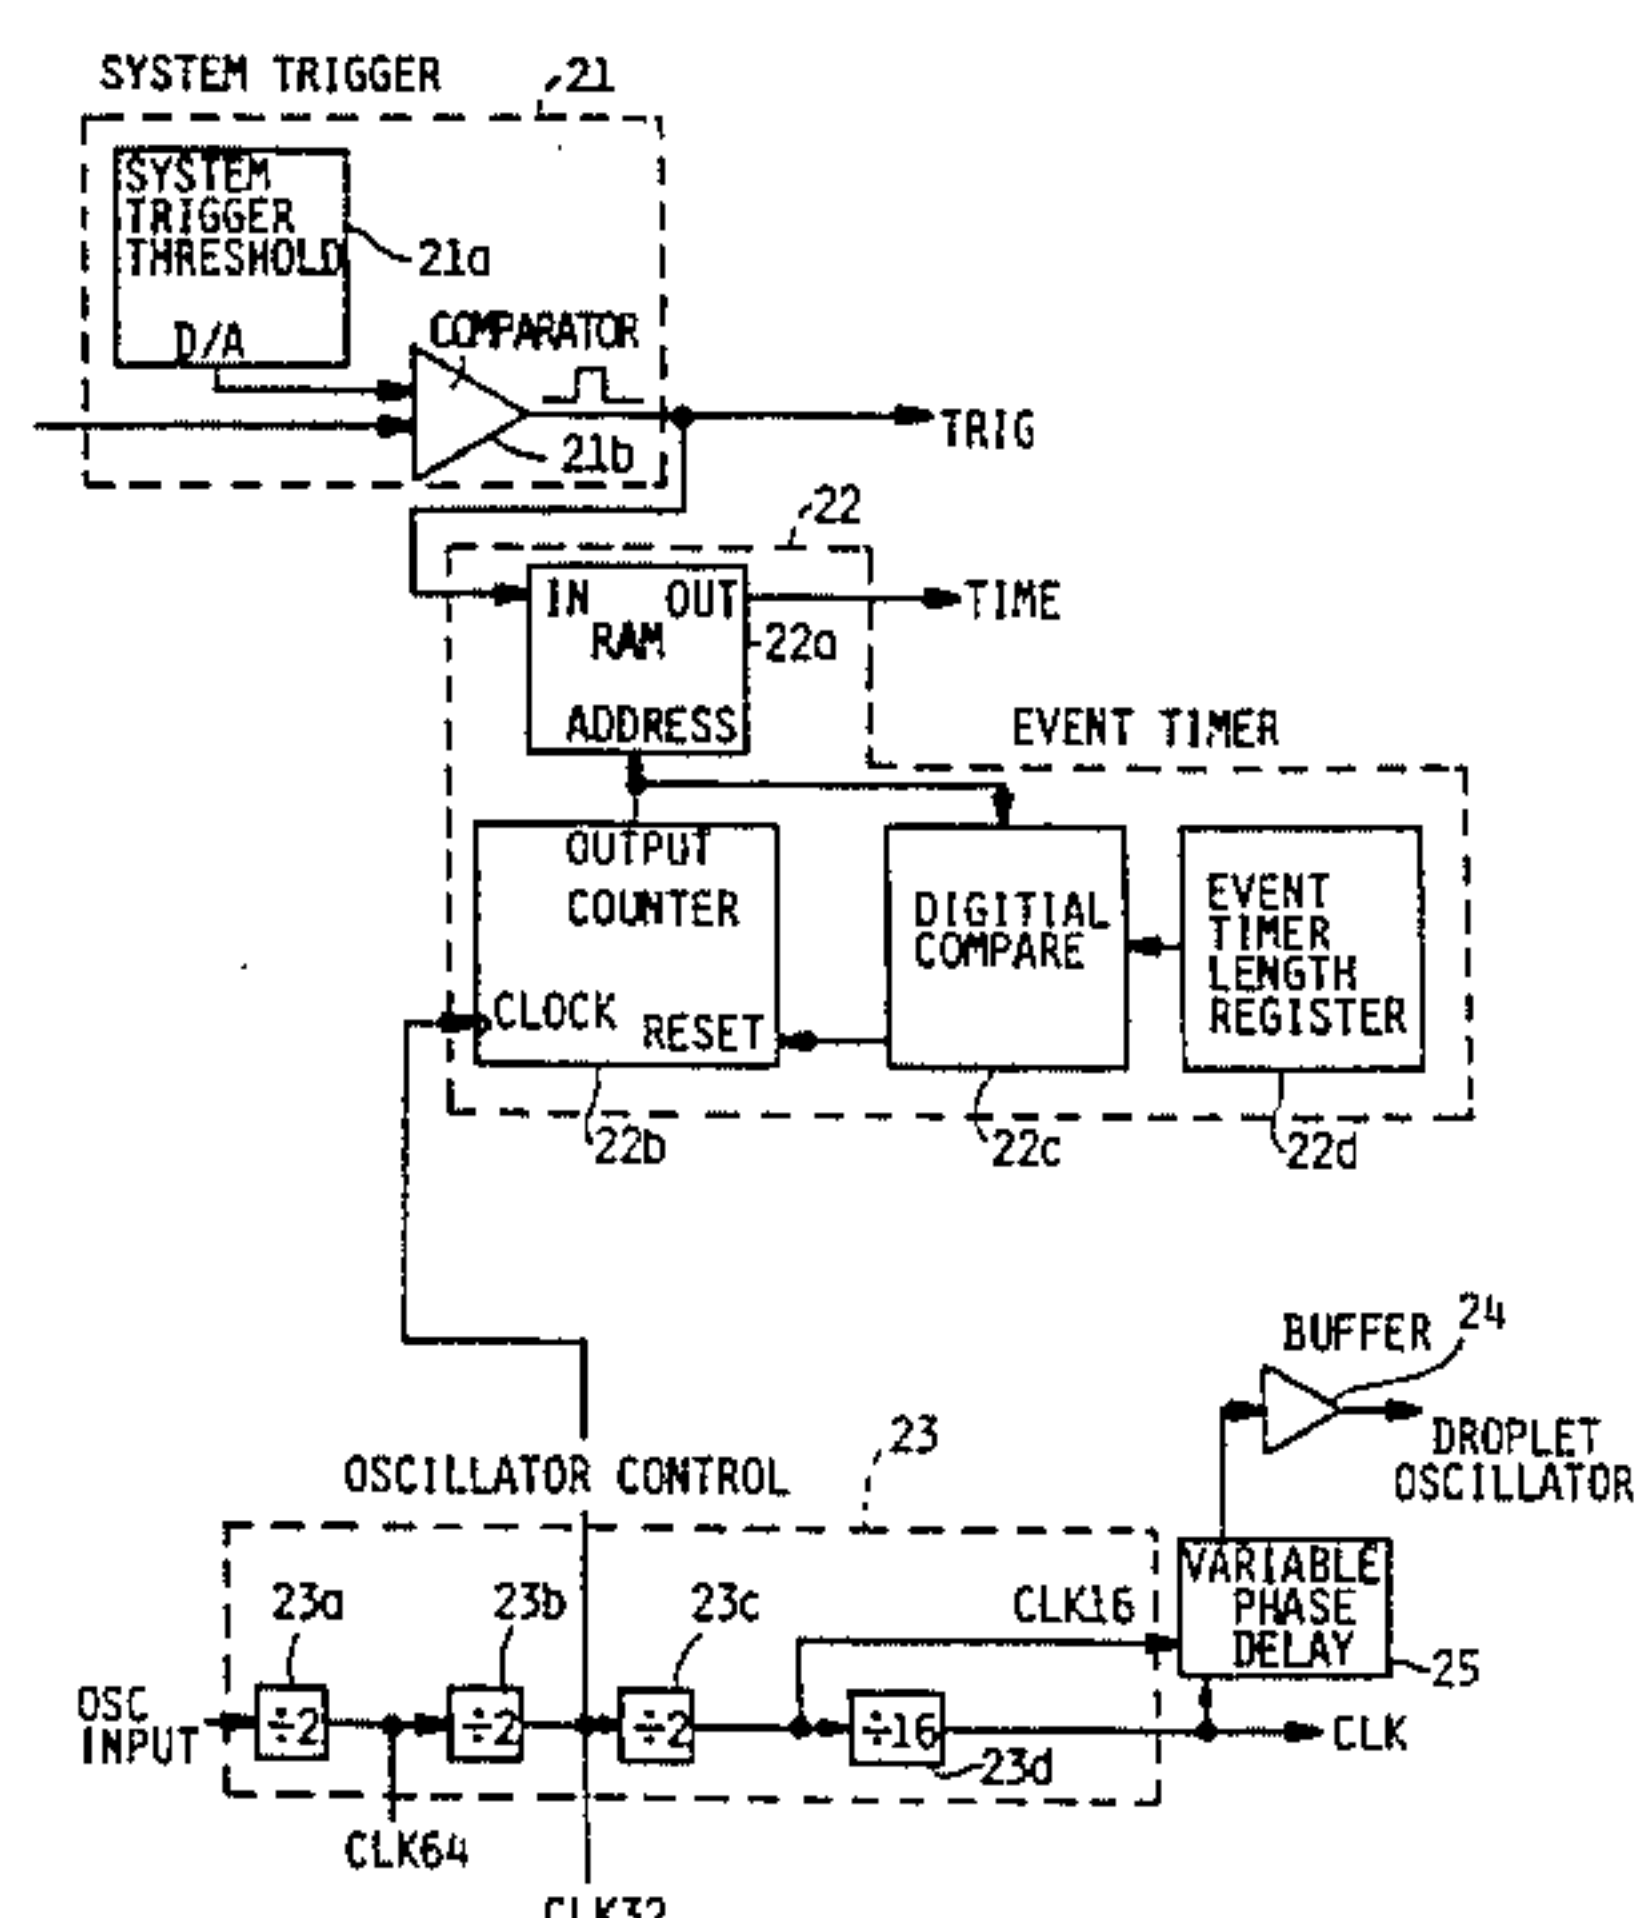 SYSTEM TRIGGER
21
SYSTEM
TRIGGER
THRESHOLD
21a
D/A
COMPARATOR
21b
TRIG
22
IN OUT
RAM
22a
ADDRESS
TIME
EVENT TIMER
OUTPUT
COUNTER
CLOCK
RESET
22b
DIGITIAL
COMPARE
22c
EVENT
TIMER
LENGTH
REGISTER
22d
BUFFER
24
DROPLET
OSCILLATOR
OSCILLATOR CONTROL
23
VARIABLE
PHASE
DELAY
25
CLK16
23a
23b
23c
OSC
INPUT
÷2
÷2
÷2
÷16
23d
CLK
CLK64
CLK32